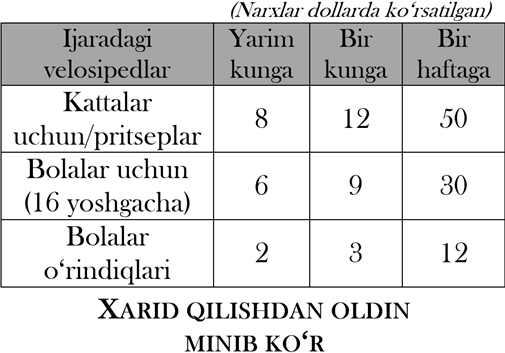 (Narxlar dollarda ko‘rsatilgan)
Ijaradagi velosipedlar Yarim kunga Bir kunga Bir haftaga
Kattalar uchun/pritseplar 8 12 50
Bolalar uchun (16 yoshgacha) 6 9 30
Bolalar o‘rindiqlari 2 3 12
XARID QILISHDAN OLDIN
MINIB KO‘R